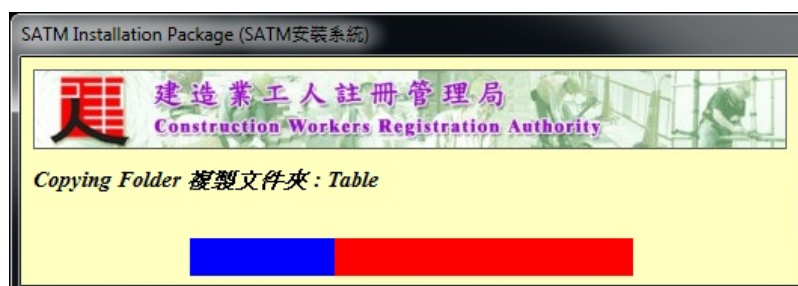 SATM Installation Package (SATM安裝系統)
建造業工人註冊管理局
Construction Workers Registration Authority
Copying Folder 複製文件夾 : Table